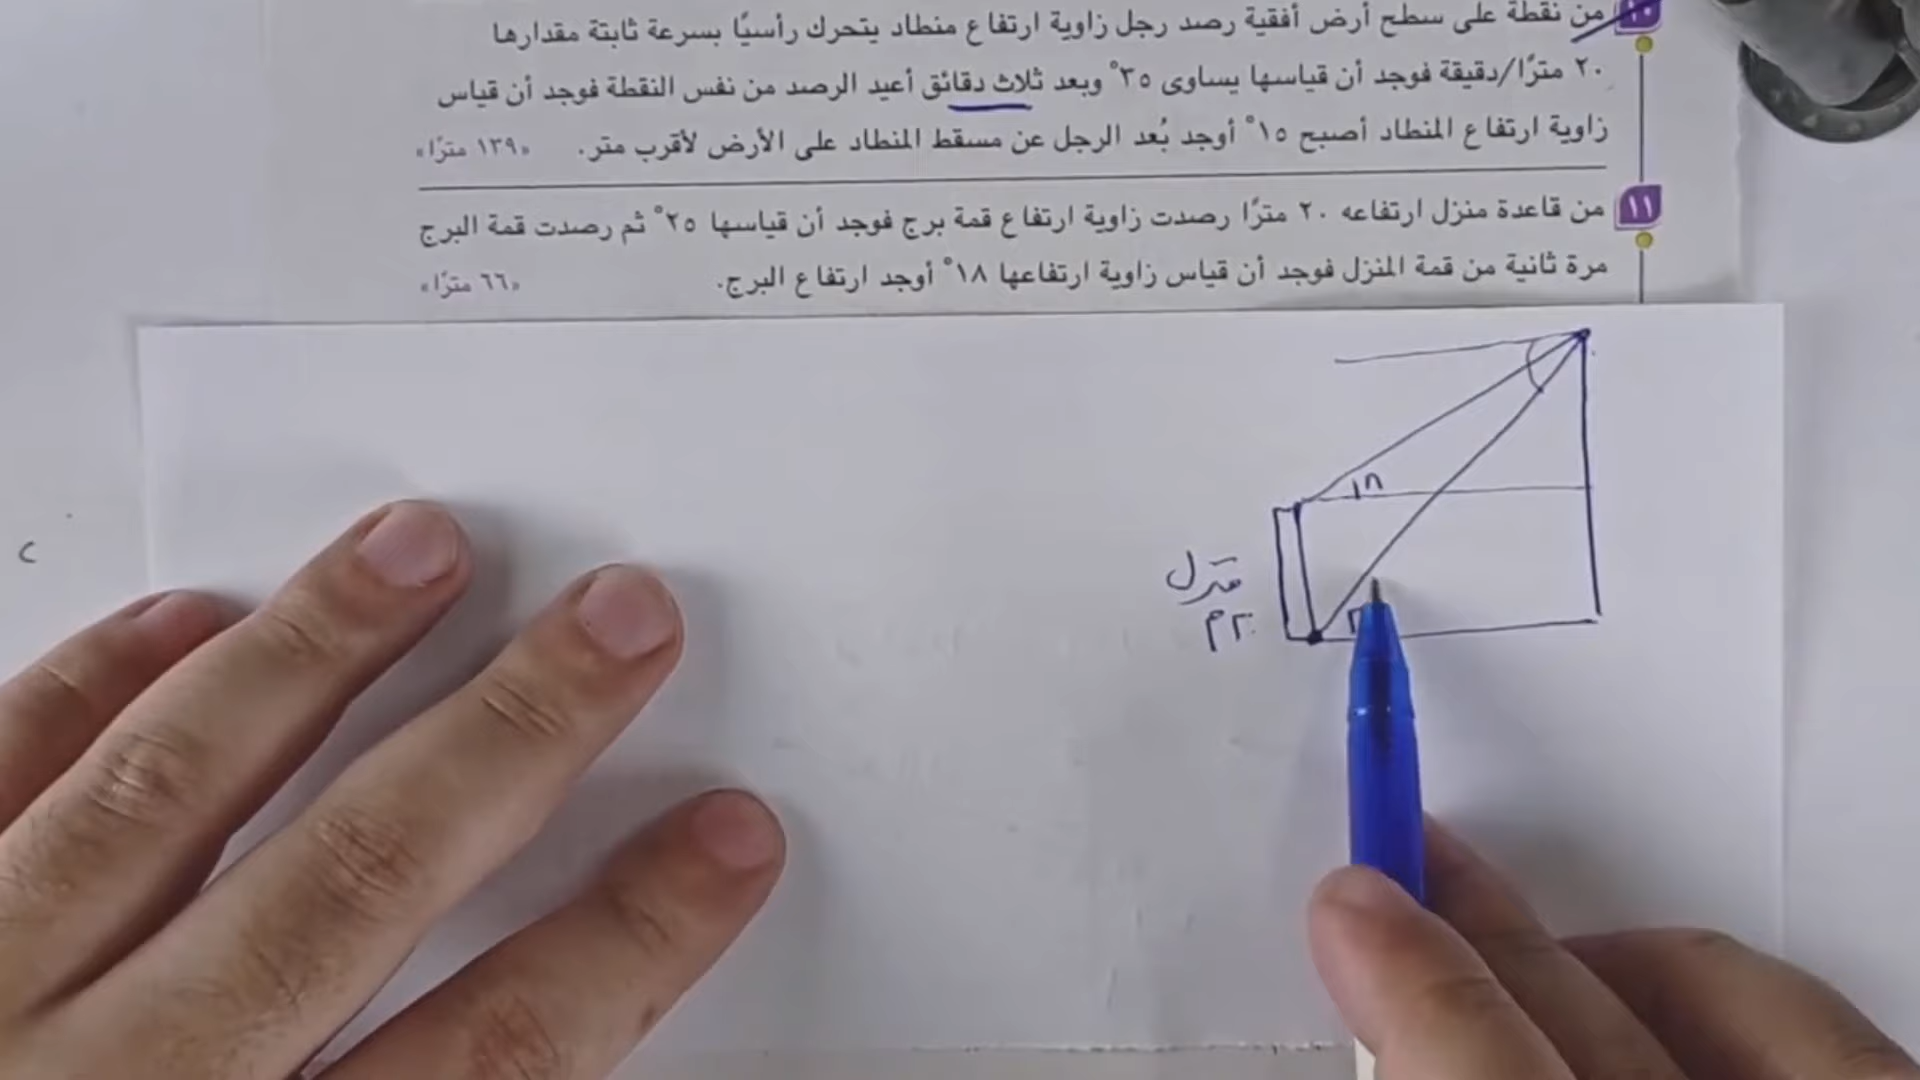 ١٠ من نقطة على سطح أرض أفقية رصد رجل زاوية ارتفاع منطاد يتحرك رأسيًا بسرعة ثابتة مقدارها
٢٠ مترًا/دقيقة فوجد أن قياسها يساوى ٣٥° وبعد ثلاث دقائق أعيد الرصد من نفس النقطة فوجد أن قياس
زاوية ارتفاع المنطاد أصبح ١٥° أوجد بُعد الرجل عن مسقط المنطاد على الأرض لأقرب متر. «١٣٩ مترًا»
١١ من قاعدة منزل ارتفاعه ٢٠ مترًا رصدت زاوية ارتفاع قمة برج فوجد أن قياسها ٢٥° ثم رصدت قمة البرج
مرة ثانية من قمة المنزل فوجد أن قياس زاوية ارتفاعها ١٨° أوجد ارتفاع البرج. «٦٦ مترًا»
١٨
منزل
٢٠م